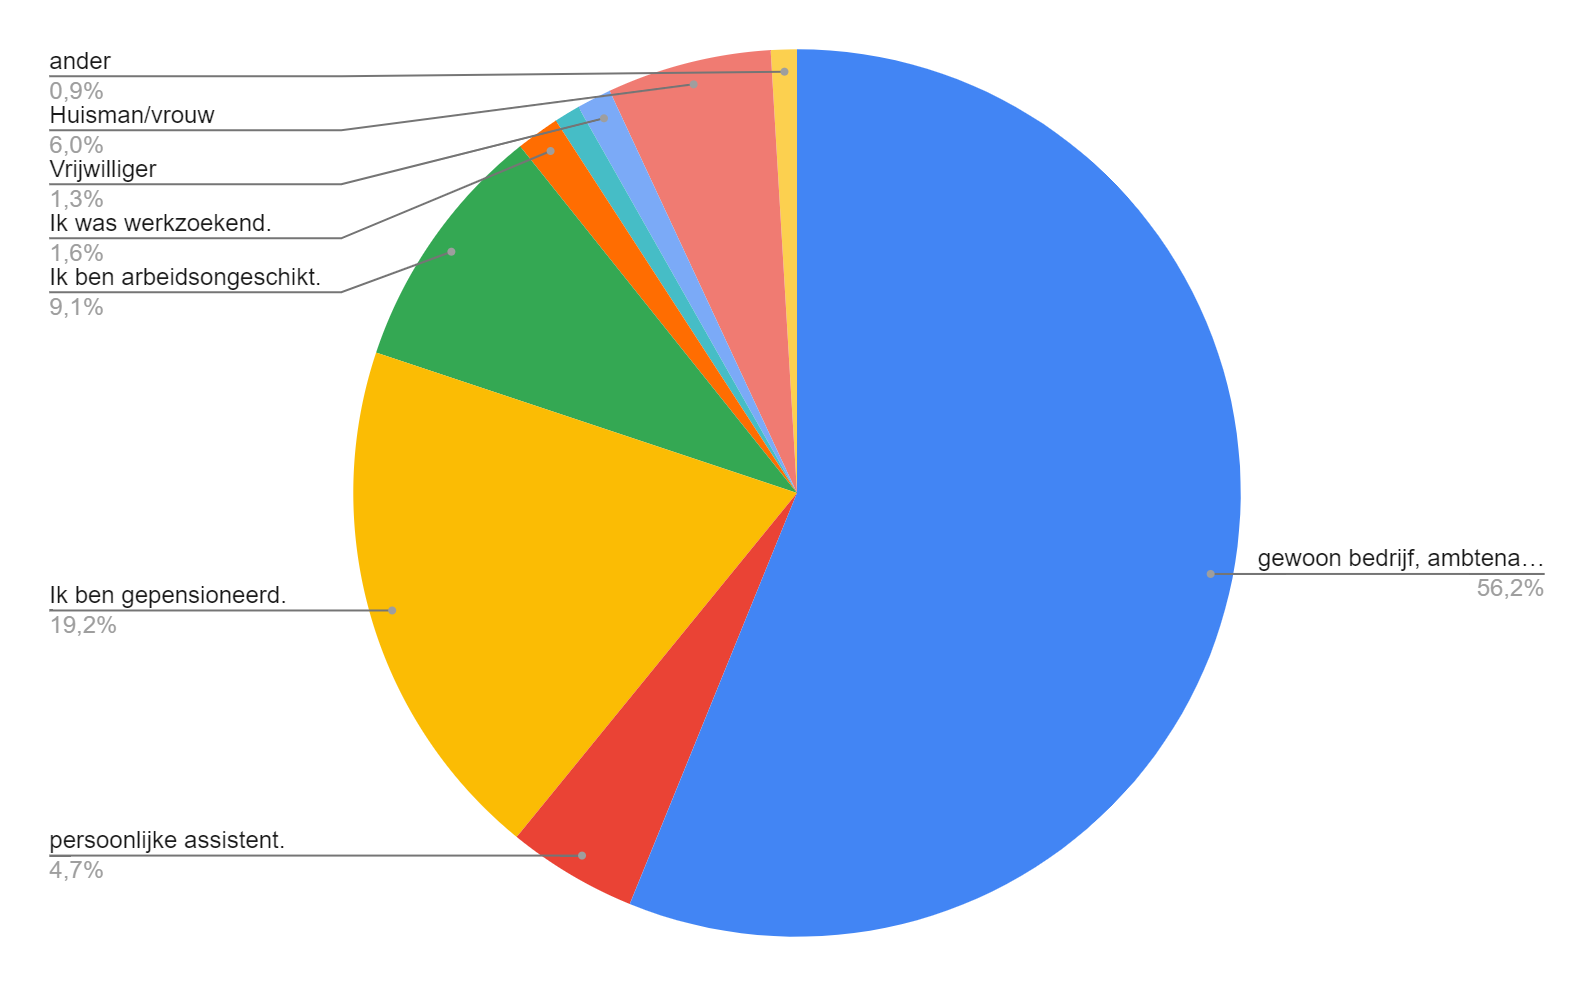 ander
0,9%
Huisman/vrouw
6,0%
Vrijwilliger
1,3%
Ik was werkzoekend.
1,6%
Ik ben arbeidsongeschikt.
9,1%
Ik ben gepensioneerd.
19,2%
persoonlijke assistent.
4,7%
gewoon bedrijf, ambtena…
56,2%